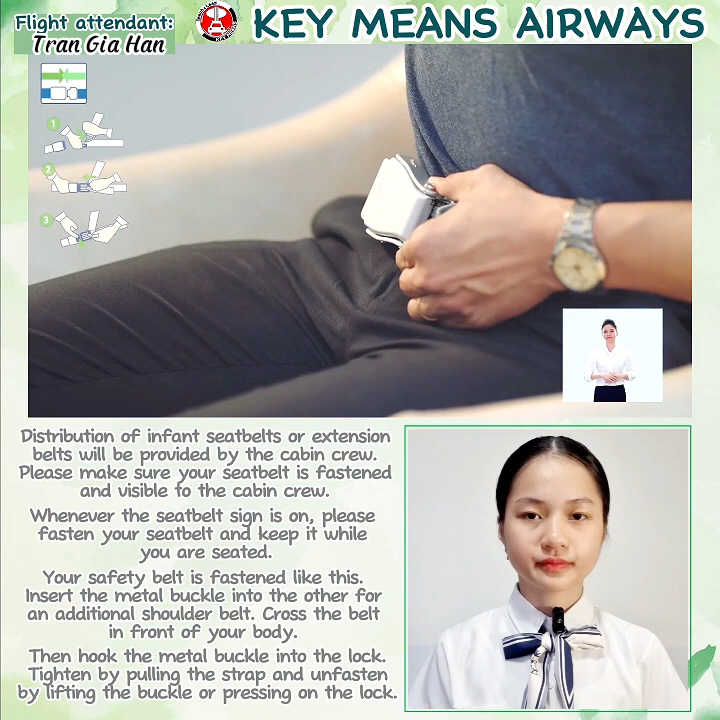 Flight attendant:
Tran Gia Han
KEY MEANS AIRWAYS
1
2
3
Distribution of infant seatbelts or extension
belts will be provided by the cabin crew.
Please make sure your seatbelt is fastened
and visible to the cabin crew.
Whenever the seatbelt sign is on, please
fasten your seatbelt and keep it while
you are seated.
Your safety belt is fastened like this.
Insert the metal buckle into the other for
an additional shoulder belt. Cross the belt
in front of your body.
Then hook the metal buckle into the lock.
Tighten by pulling the strap and unfasten
by lifting the buckle or pressing on the lock.